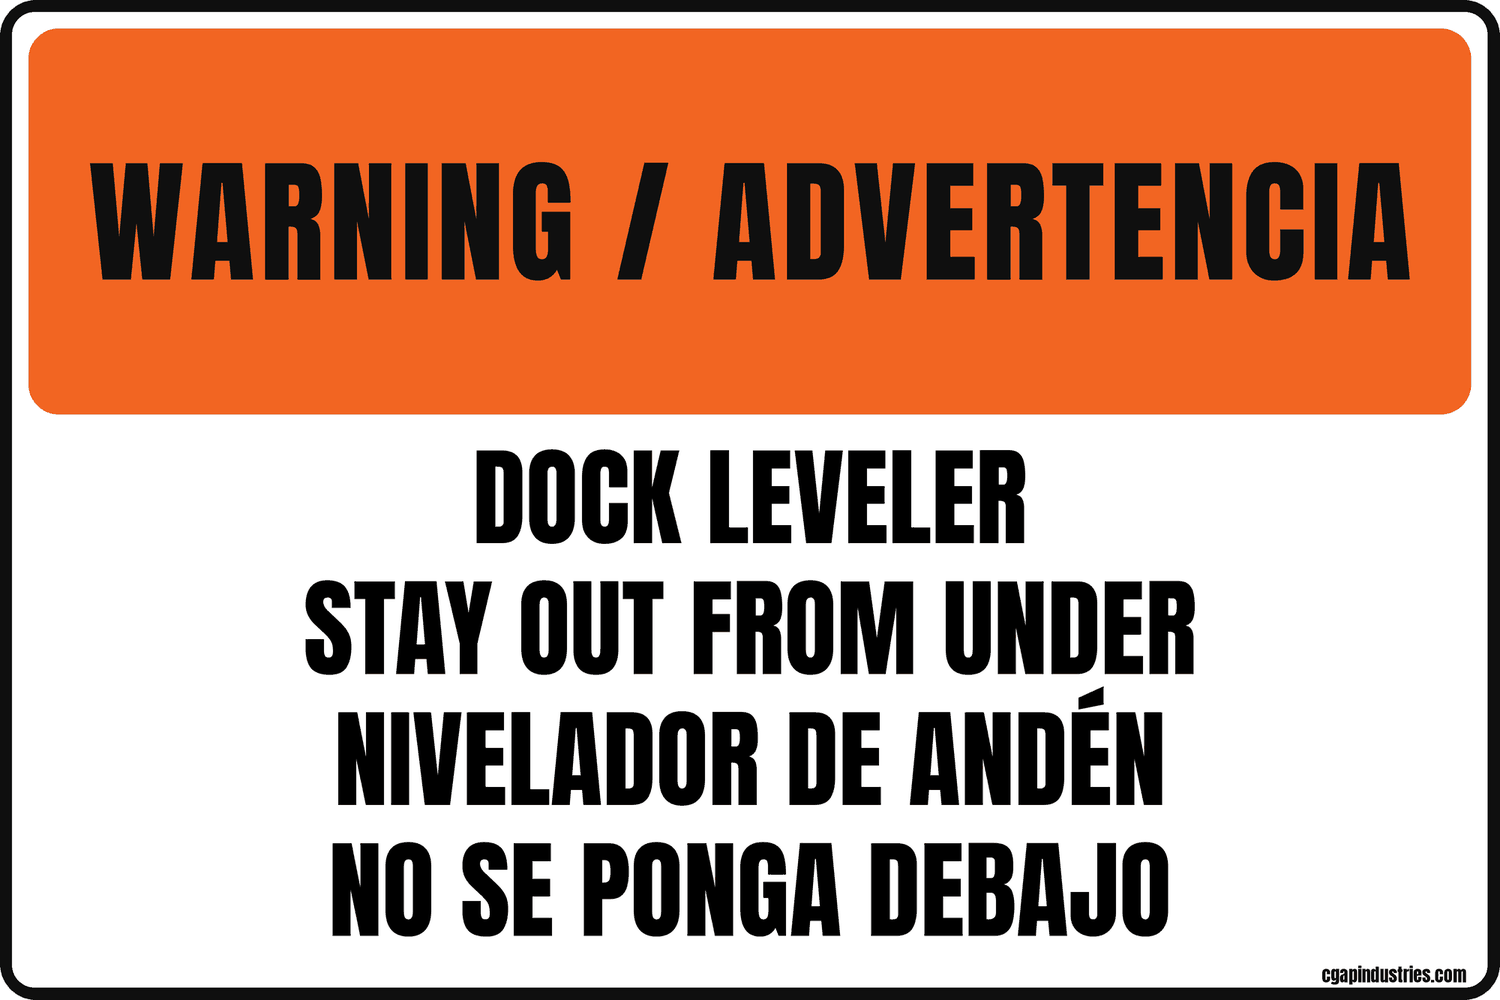 WARNING / ADVERTENCIA
DOCK LEVELER
STAY OUT FROM UNDER
NIVELADOR DE ANDÉN
NO SE PONGA DEBAJO
cgapindustries.com